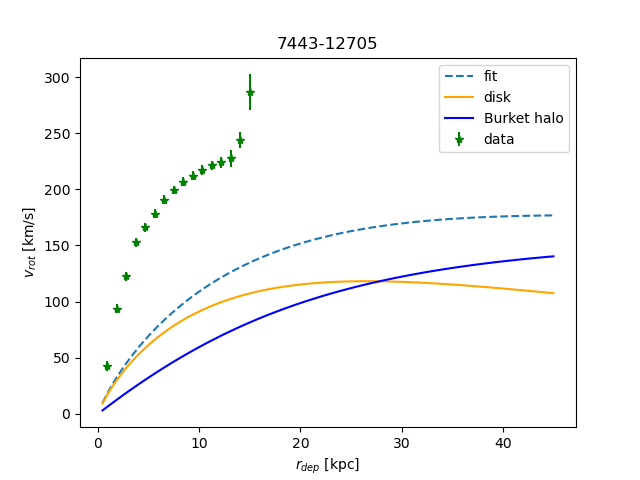 7443-12705
300
250
200
150
100
50
0
v_rot [km/s]
fit
disk
Burket halo
data
0 10 20 30 40
r_dep [kpc]